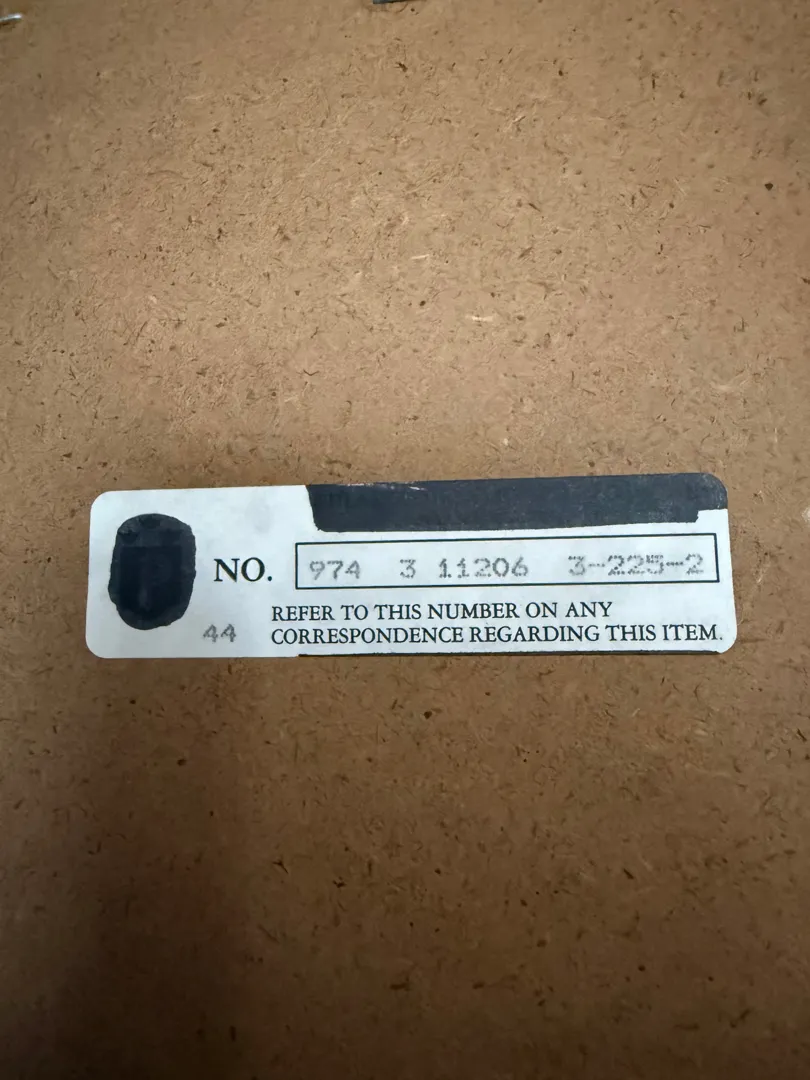 NO. 974 3 11206 3-225-2
44
REFER TO THIS NUMBER ON ANY
CORRESPONDENCE REGARDING THIS ITEM.